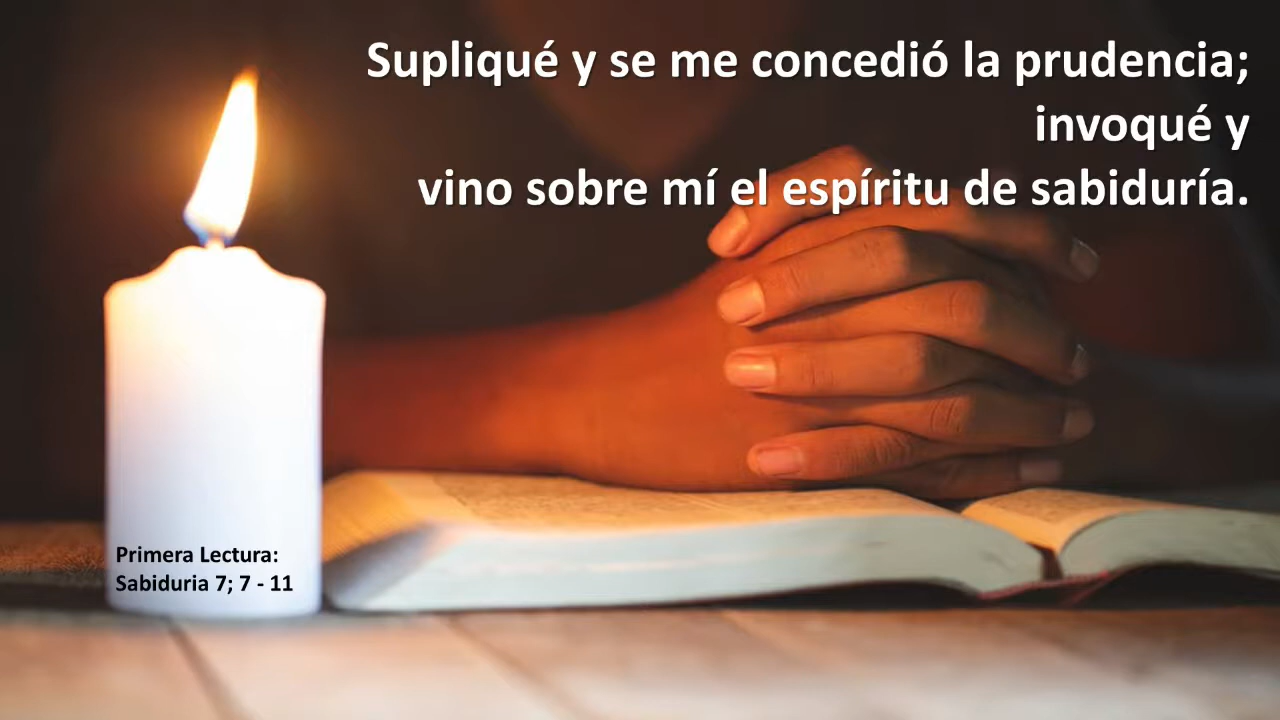 Supliqué y se me concedió la prudencia;
invoqué y
vino sobre mí el espíritu de sabiduría.
Primera Lectura:
Sabiduria 7; 7 - 11